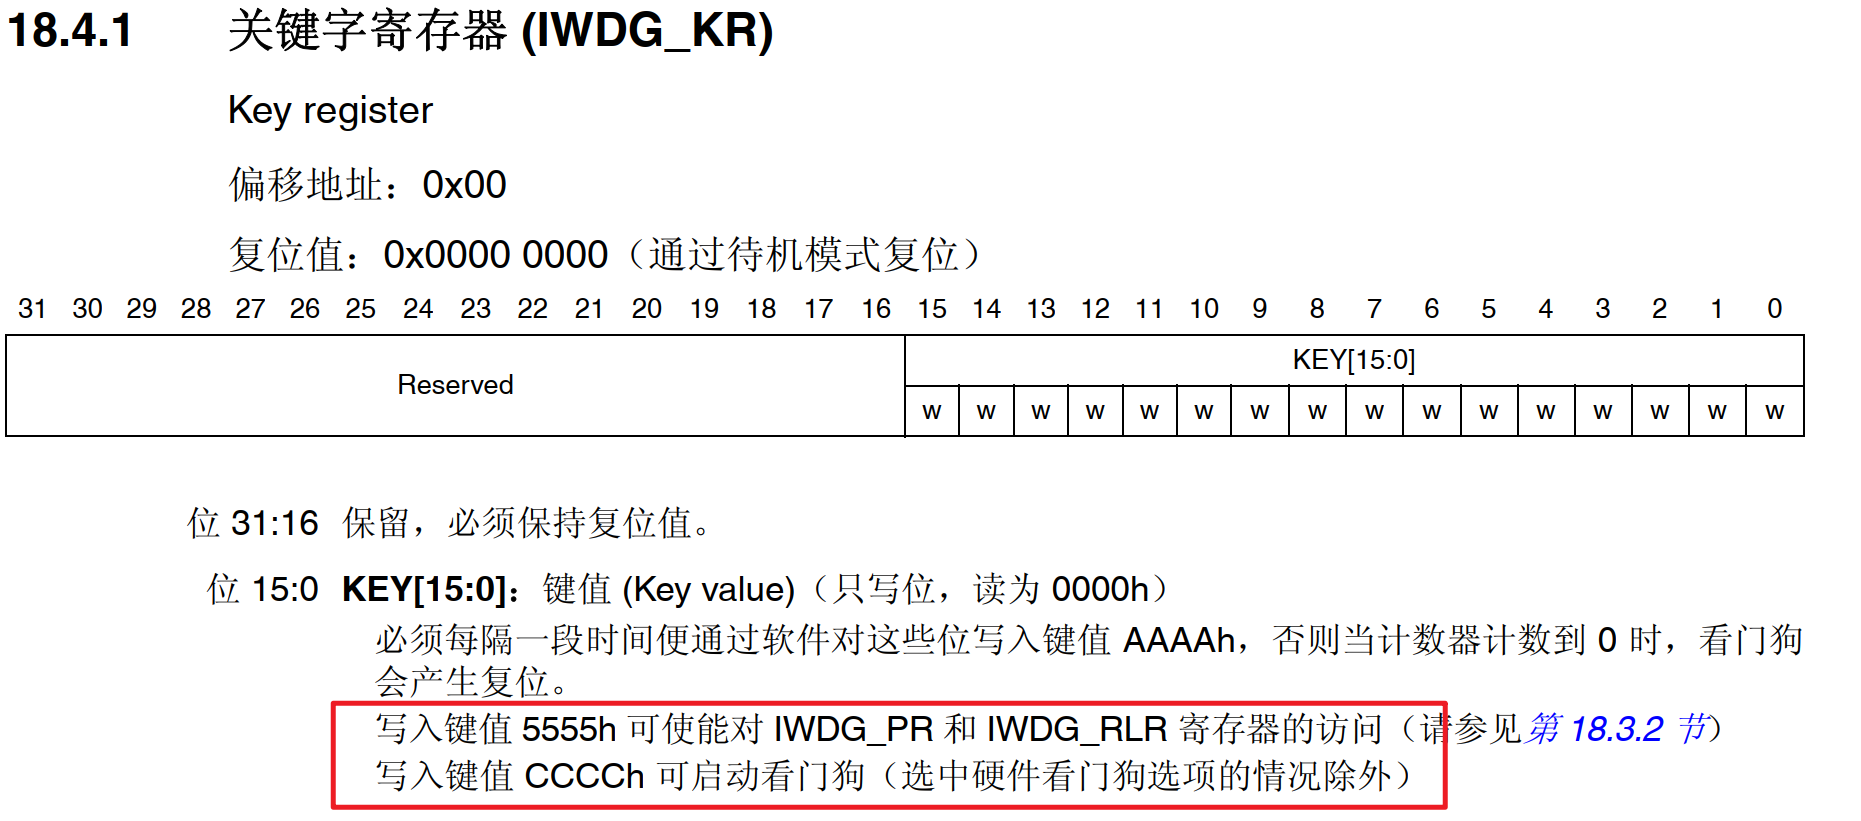 18.4.1 关键字寄存器 (IWDG_KR)
Key register
偏移地址：0x00
复位值：0x0000 0000（通过待机模式复位）
31 30 29 28 27 26 25 24 23 22 21 20 19 18 17 16 15 14 13 12 11 10 9 8 7 6 5 4 3 2 1 0
Reserved
KEY[15:0]
w w w w w w w w w w w w w w w w
位 31:16 保留，必须保持复位值。
位 15:0 KEY[15:0]：键值 (Key value)（只写位，读为 0000h）
必须每隔一段时间便通过软件对这些位写入键值 AAAAh，否则当计数器计数到 0 时，看门狗
会产生复位。
写入键值 5555h 可使能对 IWDG_PR 和 IWDG_RLR 寄存器的访问（请参见第 18.3.2 节）
写入键值 CCCCh 可启动看门狗（选中硬件看门狗选项的情况除外）